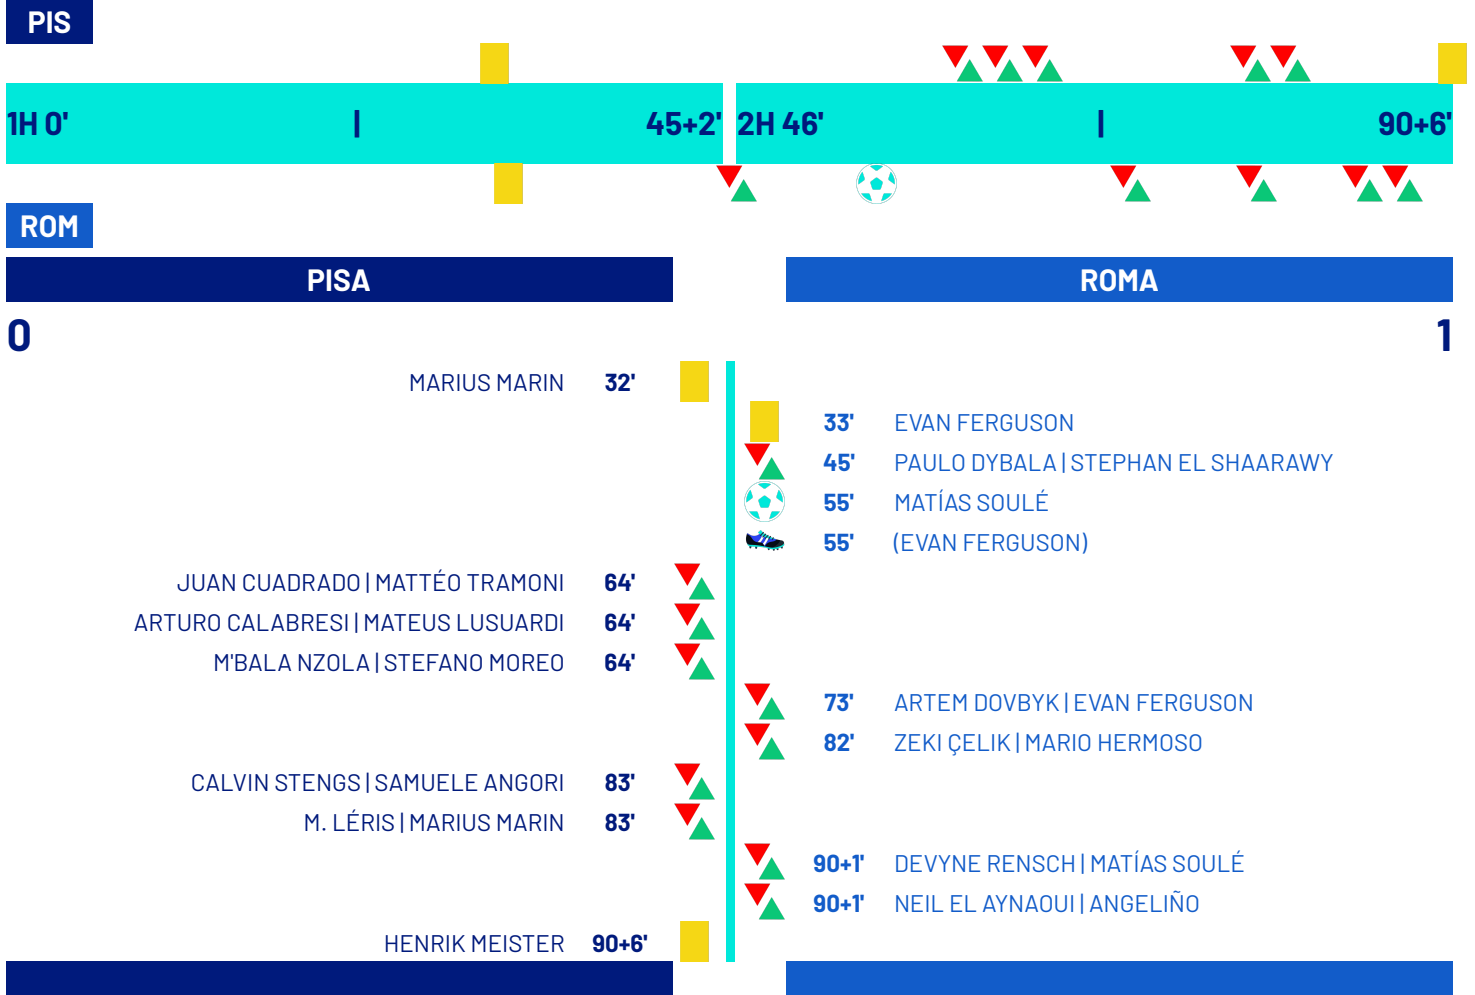 PIS
1H 0' | 45+2' 2H 46' | 90+6'
ROM
PISA ROMA
0 1
MARIUS MARIN 32'
33' EVAN FERGUSON
45' PAULO DYBALA | STEPHAN EL SHAARAWY
55' MATÍAS SOULÉ
55' (EVAN FERGUSON)
JUAN CUADRADO | MATTÉO TRAMONI 64'
ARTURO CALABRESI | MATEUS LUSUARDI 64'
M'BALA NZOLA | STEFANO MOREO 64'
73' ARTEM DOVBYK | EVAN FERGUSON
82' ZEKI ÇELIK | MARIO HERMOSO
CALVIN STENGS | SAMUELE ANGORI 83'
M. LÉRIS | MARIUS MARIN 83'
90+1' DEVYNE RENSCH | MATÍAS SOULÉ
90+1' NEIL EL AYNAOUI | ANGELIÑO
HENRIK MEISTER 90+6'